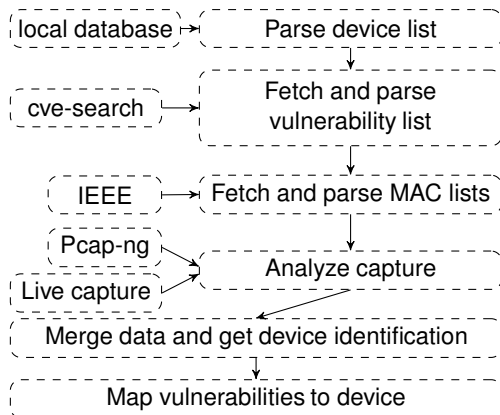 local database
Parse device list
cve-search
Fetch and parse
vulnerability list
IEEE
Fetch and parse MAC lists
Pcap-ng
Live capture
Analyze capture
Merge data and get device identification
Map vulnerabilities to device